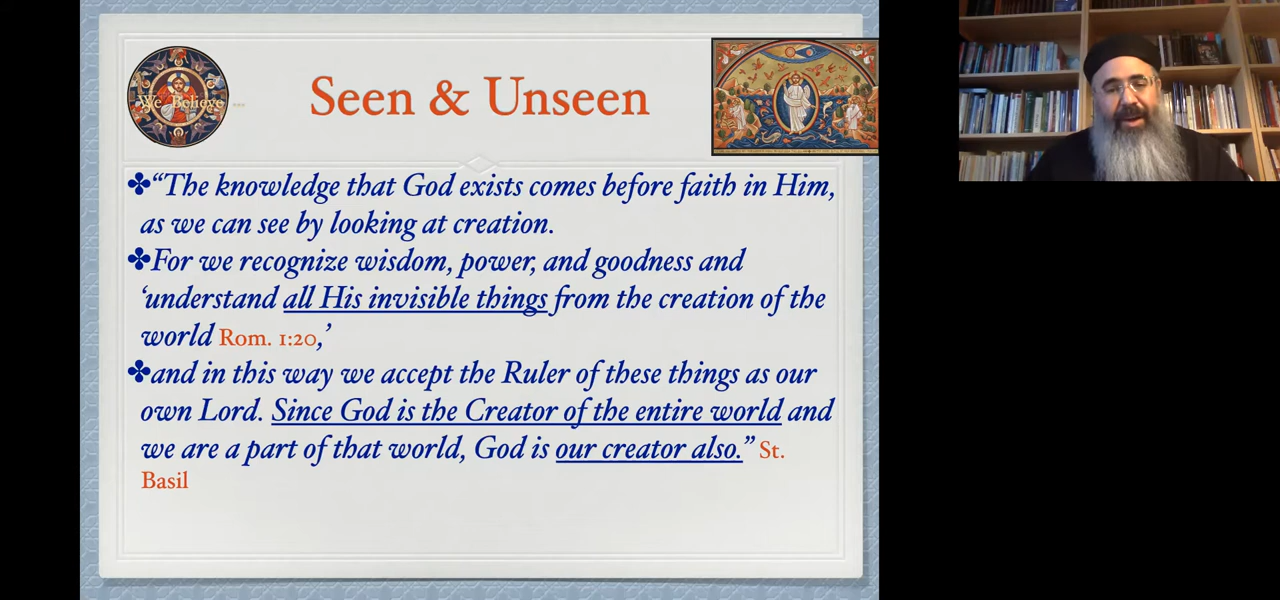 We Believe ...
Seen & Unseen
✤“The knowledge that God exists comes before faith in Him,
as we can see by looking at creation.
✤For we recognize wisdom, power, and goodness and
‘understand all His invisible things from the creation of the
world Rom. 1:20,’
✤and in this way we accept the Ruler of these things as our
own Lord. Since God is the Creator of the entire world and
we are a part of that world, God is our creator also.” St.
Basil